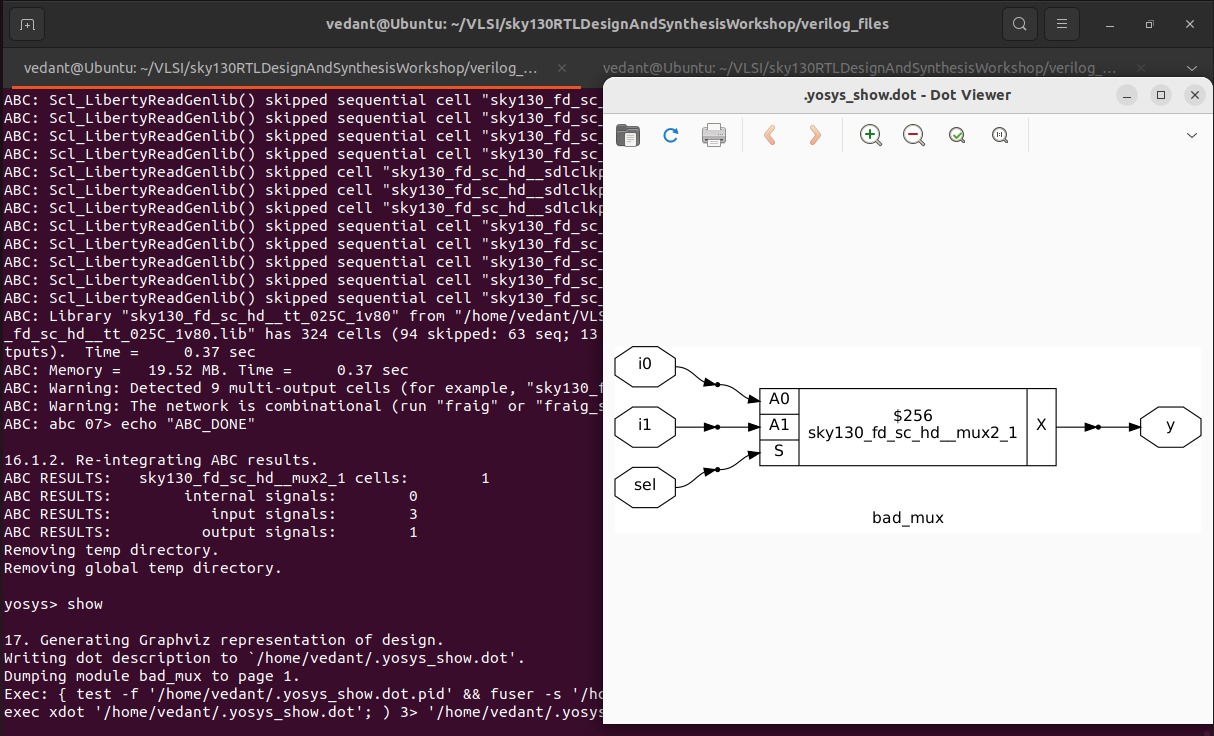 vedant@Ubuntu: ~/VLSI/sky130RTLDesignAndSynthesisWorkshop/verilog_files
vedant@Ubuntu: ~/VLSI/sky130RTLDesignAndSynthesisWorkshop/verilog_...
vedant@Ubuntu: ~/VLSI/sky130RTLDesignAndSynthesisWorkshop/verilog_...
ABC: Scl_LibertyReadGenlib() skipped sequential cell "sky130_fd_sc_
ABC: Scl_LibertyReadGenlib() skipped sequential cell "sky130_fd_sc_
ABC: Scl_LibertyReadGenlib() skipped sequential cell "sky130_fd_sc_
ABC: Scl_LibertyReadGenlib() skipped sequential cell "sky130_fd_sc_
ABC: Scl_LibertyReadGenlib() skipped cell "sky130_fd_sc_hd__sdlclkp
ABC: Scl_LibertyReadGenlib() skipped cell "sky130_fd_sc_hd__sdlclkp
ABC: Scl_LibertyReadGenlib() skipped cell "sky130_fd_sc_hd__sdlclkp
ABC: Scl_LibertyReadGenlib() skipped sequential cell "sky130_fd_sc_
ABC: Scl_LibertyReadGenlib() skipped sequential cell "sky130_fd_sc_
ABC: Scl_LibertyReadGenlib() skipped sequential cell "sky130_fd_sc_
ABC: Scl_LibertyReadGenlib() skipped sequential cell "sky130_fd_sc_
ABC: Scl_LibertyReadGenlib() skipped sequential cell "sky130_fd_sc_
ABC: Library "sky130_fd_sc_hd__tt_025C_1v80" from "/home/vedant/VLS
_fd_sc_hd__tt_025C_1v80.lib" has 324 cells (94 skipped: 63 seq; 13
tputs).  Time =     0.37 sec
ABC: Memory =   19.52 MB. Time =     0.37 sec
ABC: Warning: Detected 9 multi-output cells (for example, "sky130_f
ABC: Warning: The network is combinational (run "fraig" or "fraig_s
ABC: abc 07> echo "ABC_DONE"
16.1.2. Re-integrating ABC results.
ABC RESULTS:   sky130_fd_sc_hd__mux2_1 cells:        1
ABC RESULTS:        internal signals:        0
ABC RESULTS:           input signals:        3
ABC RESULTS:          output signals:        1
Removing temp directory.
Removing global temp directory.
yosys> show
17. Generating Graphviz representation of design.
Writing dot description to `/home/vedant/.yosys_show.dot'.
Dumping module bad_mux to page 1.
Exec: { test -f '/home/vedant/.yosys_show.dot.pid' && fuser -s '/ho
exec xdot '/home/vedant/.yosys_show.dot'; ) 3> '/home/vedant/.yosys
.yosys_show.dot - Dot Viewer
i0
i1
sel
A0
A1
S
$256
sky130_fd_sc_hd__mux2_1
X
y
bad_mux